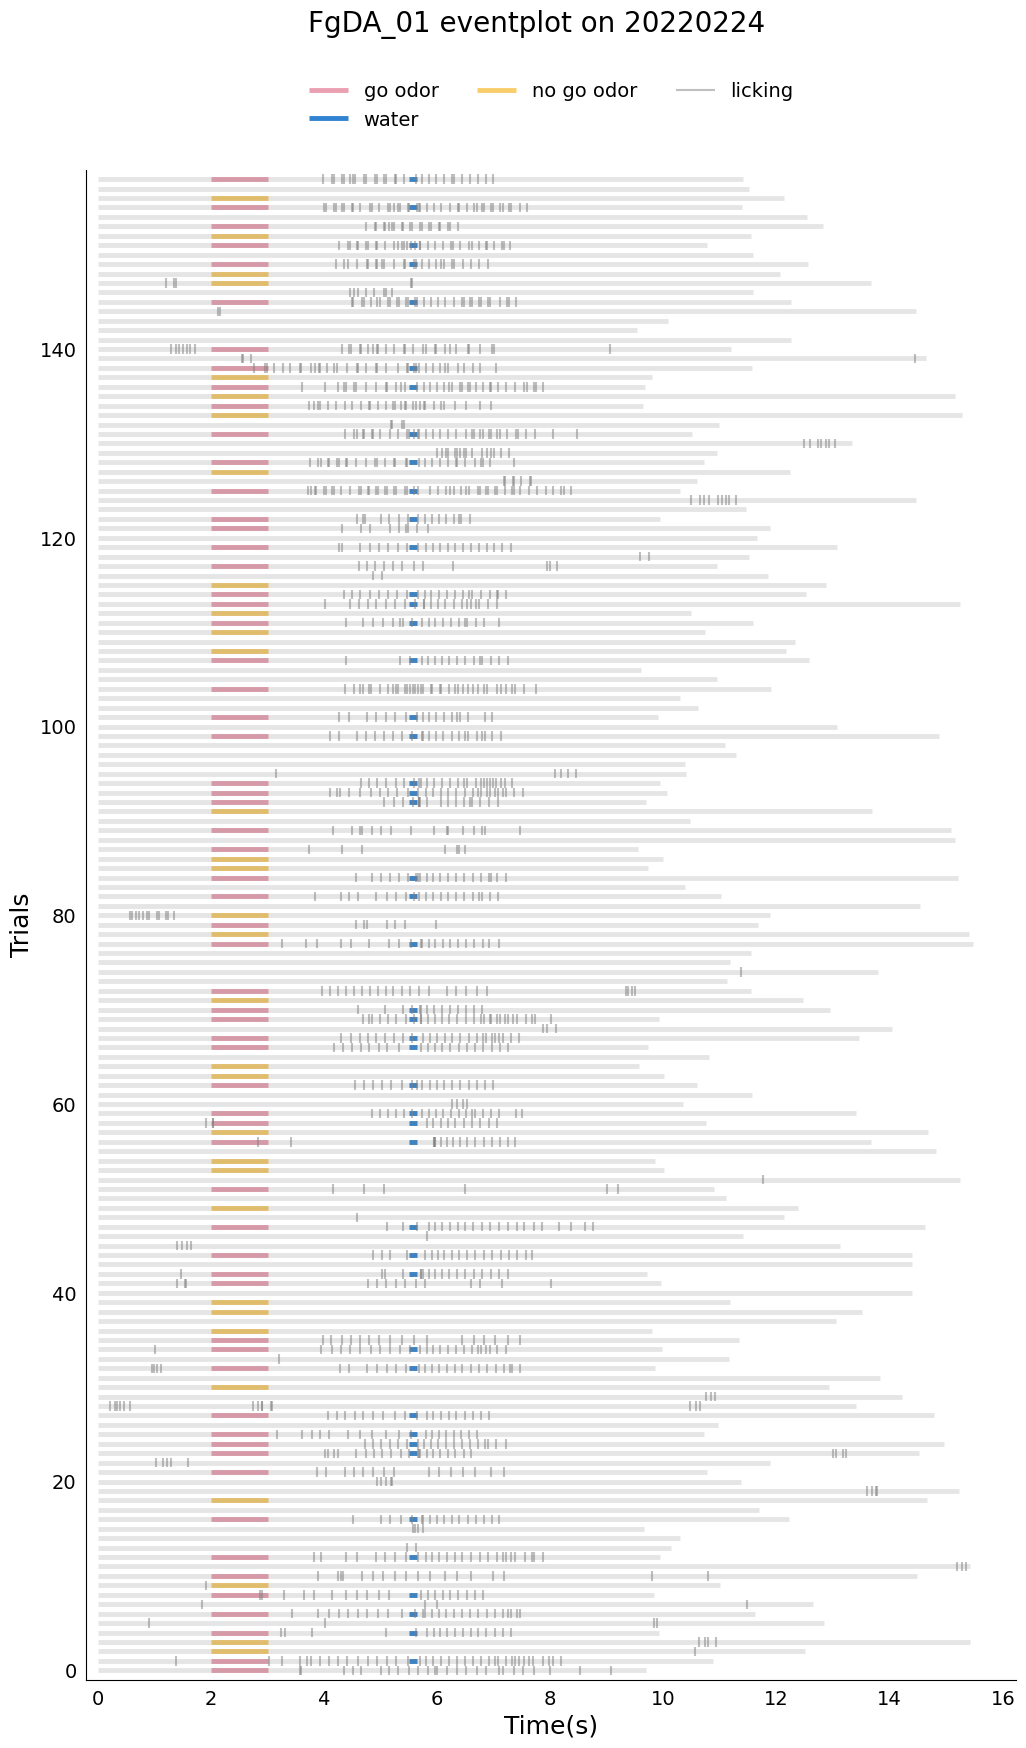 FgDA_01 eventplot on 20220224
go odor
no go odor
licking
water
140
120
100
80
60
40
20
0
Trials
0 2 4 6 8 10 12 14 16
Time(s)